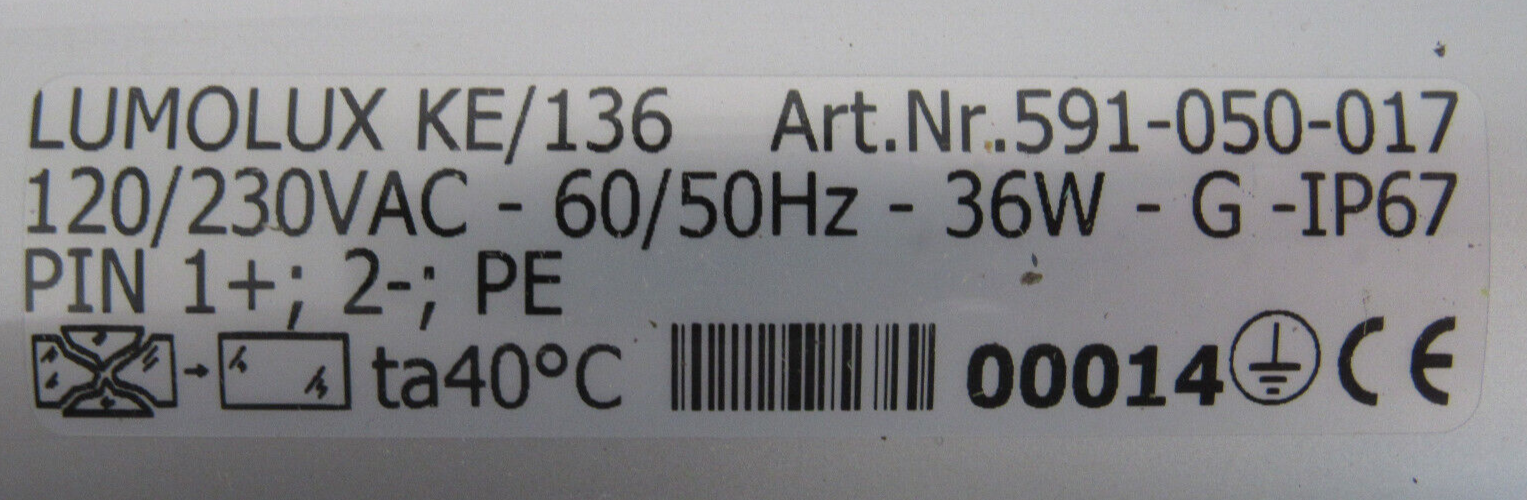 LUMOLUX KE/136 Art.Nr.591-050-017
120/230VAC - 60/50Hz - 36W - G -IP67
PIN 1+; 2-; PE
ta40°C 00014 CE